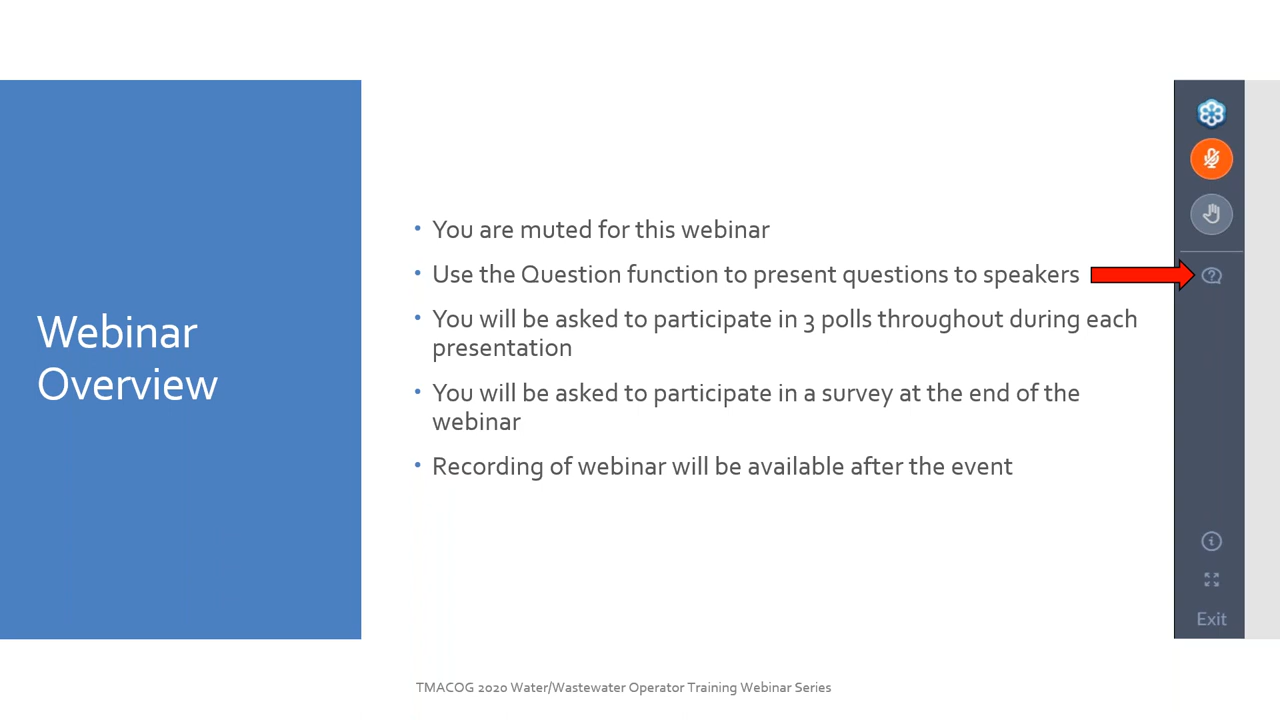 Webinar
Overview
• You are muted for this webinar
• Use the Question function to present questions to speakers
• You will be asked to participate in 3 polls throughout during each
presentation
• You will be asked to participate in a survey at the end of the
webinar
• Recording of webinar will be available after the event
Exit
TMACOG 2020 Water/Wastewater Operator Training Webinar Series